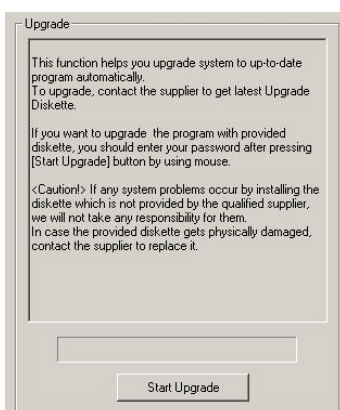 Upgrade
This function helps you upgrade system to up-to-date
program automatically.
To upgrade, contact the supplier to get latest Upgrade
Diskette.
If you want to upgrade the program with provided
diskette, you should enter your password after pressing
[Start Upgrade] button by using mouse.
<Caution!> If any system problems occur by installing the
diskette which is not provided by the qualified supplier,
we will not take any responsibility for them.
In case the provided diskette gets physically damaged,
contact the supplier to replace it.
Start Upgrade